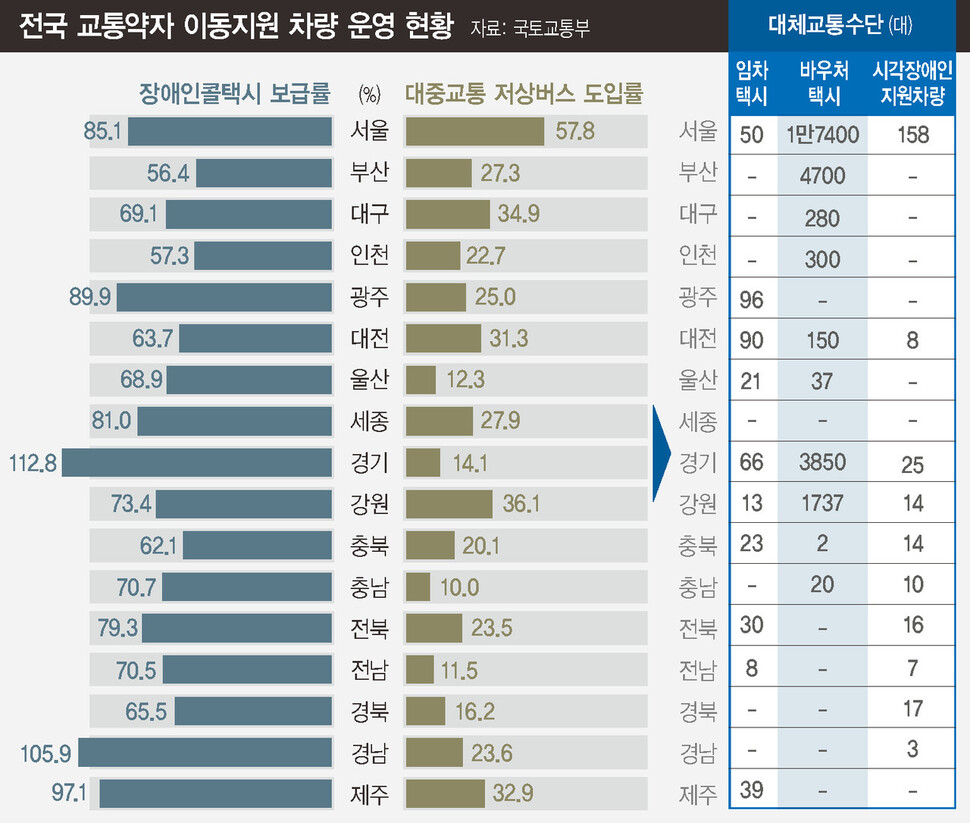 전국 교통약자 이동지원 차량 운영 현황 자료: 국토교통부
대체교통수단 (대)
장애인콜택시 보급률 (%) 대중교통 저상버스 도입률
임차 바우처 시각장애인
택시 택시 지원차량
85.1 서울 57.8 서울 50 1만7400 158
56.4 부산 27.3 부산 - 4700 -
69.1 대구 34.9 대구 - 280 -
57.3 인천 22.7 인천 - 300 -
89.9 광주 25.0 광주 96 - -
63.7 대전 31.3 대전 90 150 8
68.9 울산 12.3 울산 21 37 -
81.0 세종 27.9 세종 - - -
112.8 경기 14.1 경기 66 3850 25
73.4 강원 36.1 강원 13 1737 14
62.1 충북 20.1 충북 23 2 14
70.7 충남 10.0 충남 - 20 10
79.3 전북 23.5 전북 30 - 16
70.5 전남 11.5 전남 8 - 7
65.5 경북 16.2 경북 - - 17
105.9 경남 23.6 경남 - - 3
97.1 제주 32.9 제주 39 - -